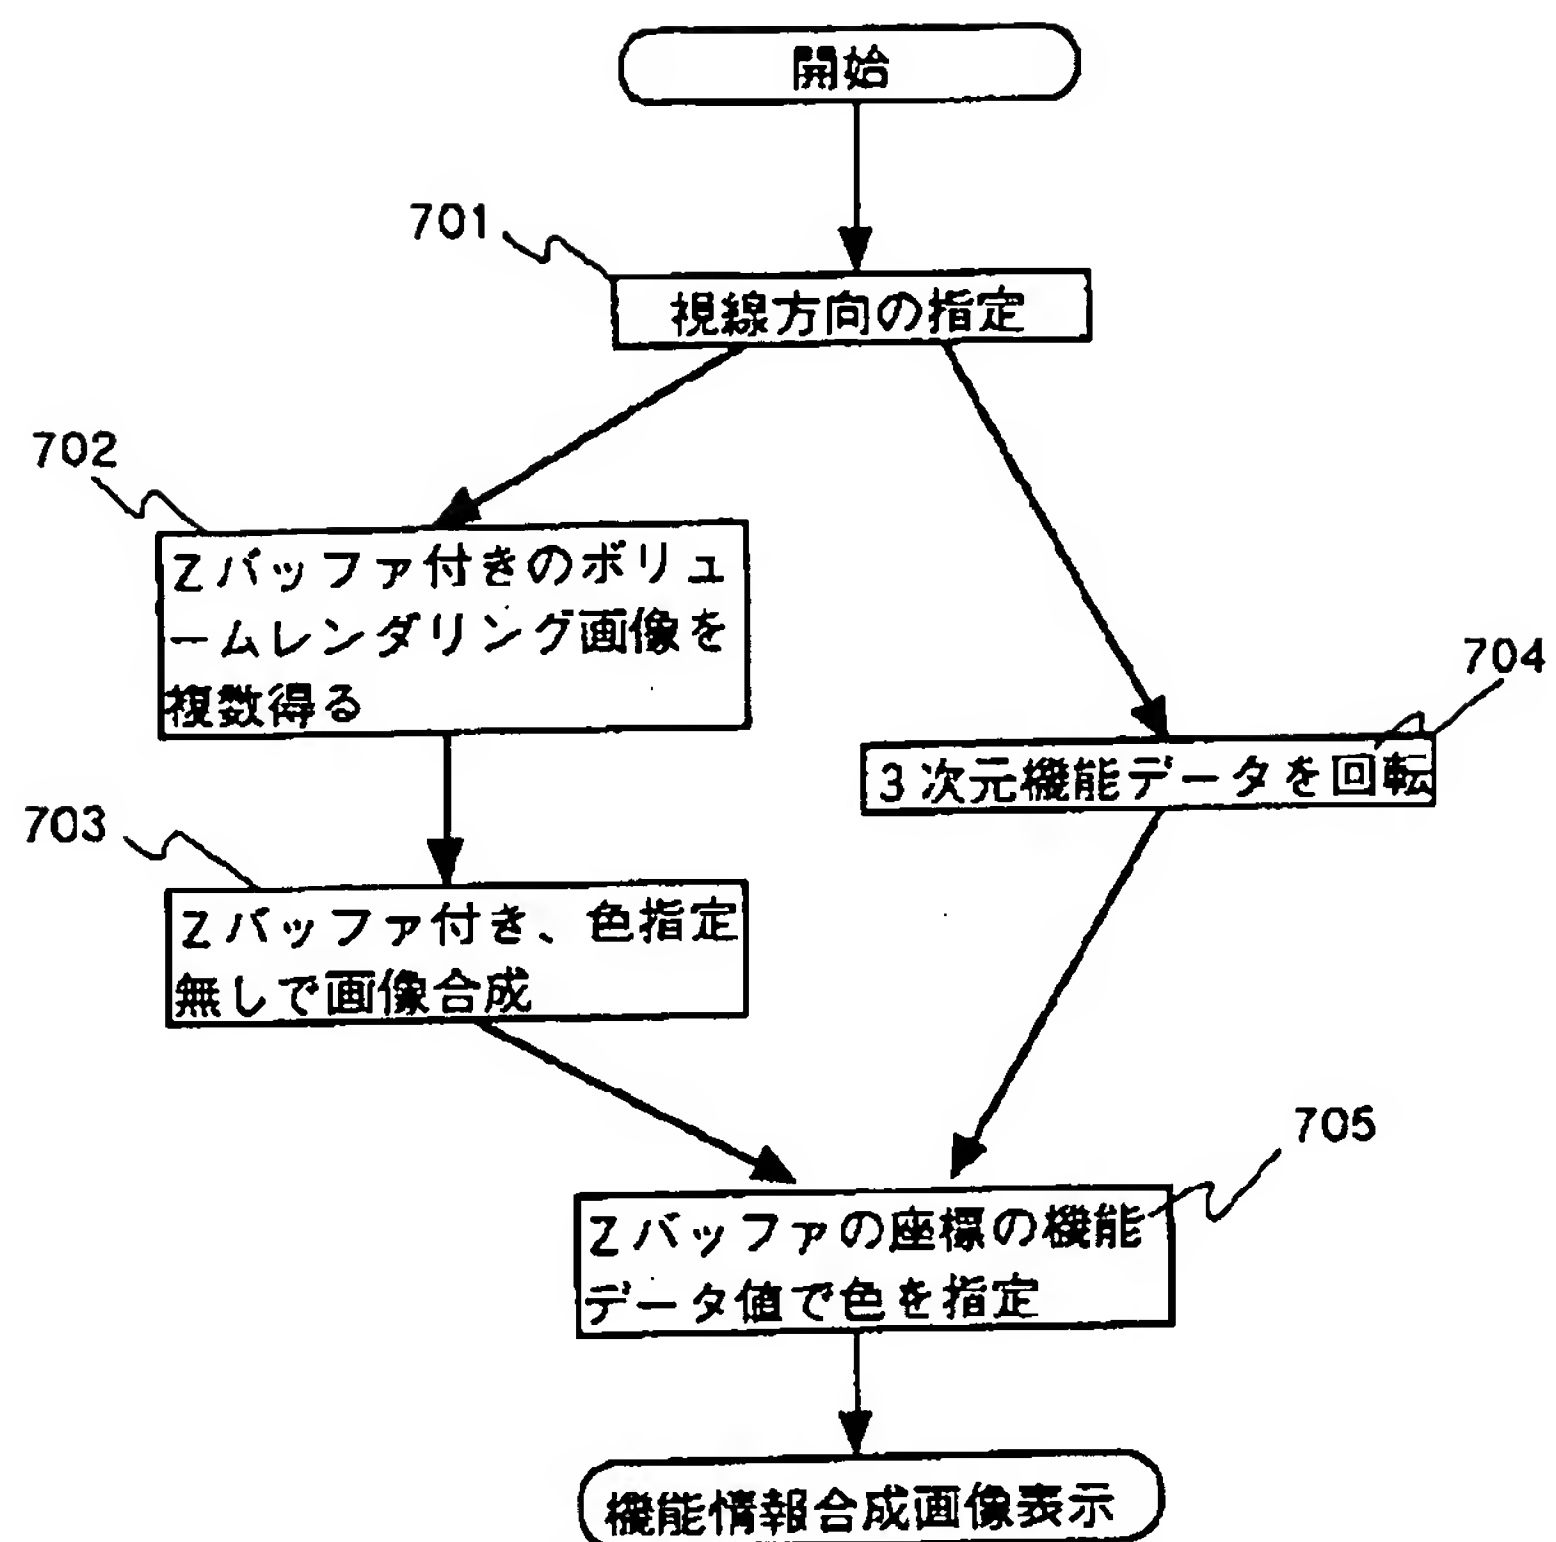 開始
701
視線方向の指定
702
Zバッファ付きのボリュ
ームレンダリング画像を
複数得る
704
3次元機能データを回転
703
Zバッファ付き、色指定
無しで画像合成
705
Zバッファの座標の機能
データ値で色を指定
機能情報合成画像表示